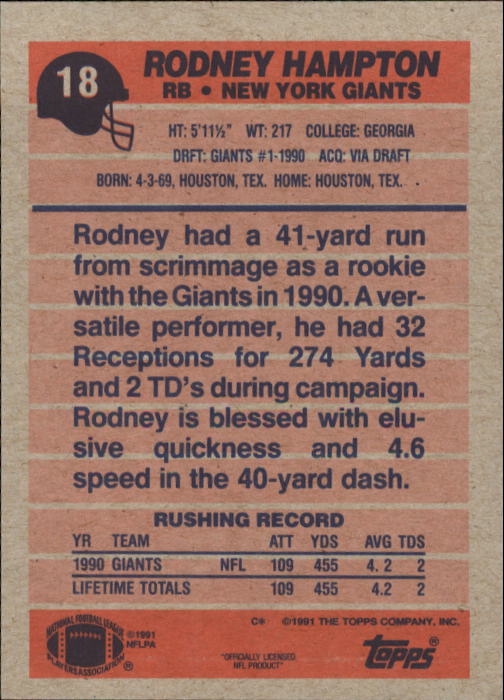 18
RODNEY HAMPTON
RB • NEW YORK GIANTS
HT: 5'11½" WT: 217 COLLEGE: GEORGIA
DRFT: GIANTS #1-1990 ACQ: VIA DRAFT
BORN: 4-3-69, HOUSTON, TEX. HOME: HOUSTON, TEX.
Rodney had a 41-yard run
from scrimmage as a rookie
with the Giants in 1990. A ver-
satile performer, he had 32
Receptions for 274 Yards
and 2 TD's during campaign.
Rodney is blessed with elu-
sive quickness and 4.6
speed in the 40-yard dash.
RUSHING RECORD
YR TEAM ATT YDS AVG TDS
1990 GIANTS NFL 109 455 4.2 2
LIFETIME TOTALS 109 455 4.2 2
C* ©1991 THE TOPPS COMPANY, INC.
NATIONAL FOOTBALL LEAGUE
PLAYERS ASSOCIATION ®
©1991
NFLPA
"OFFICIALLY LICENSED
NFL PRODUCT"
topps®